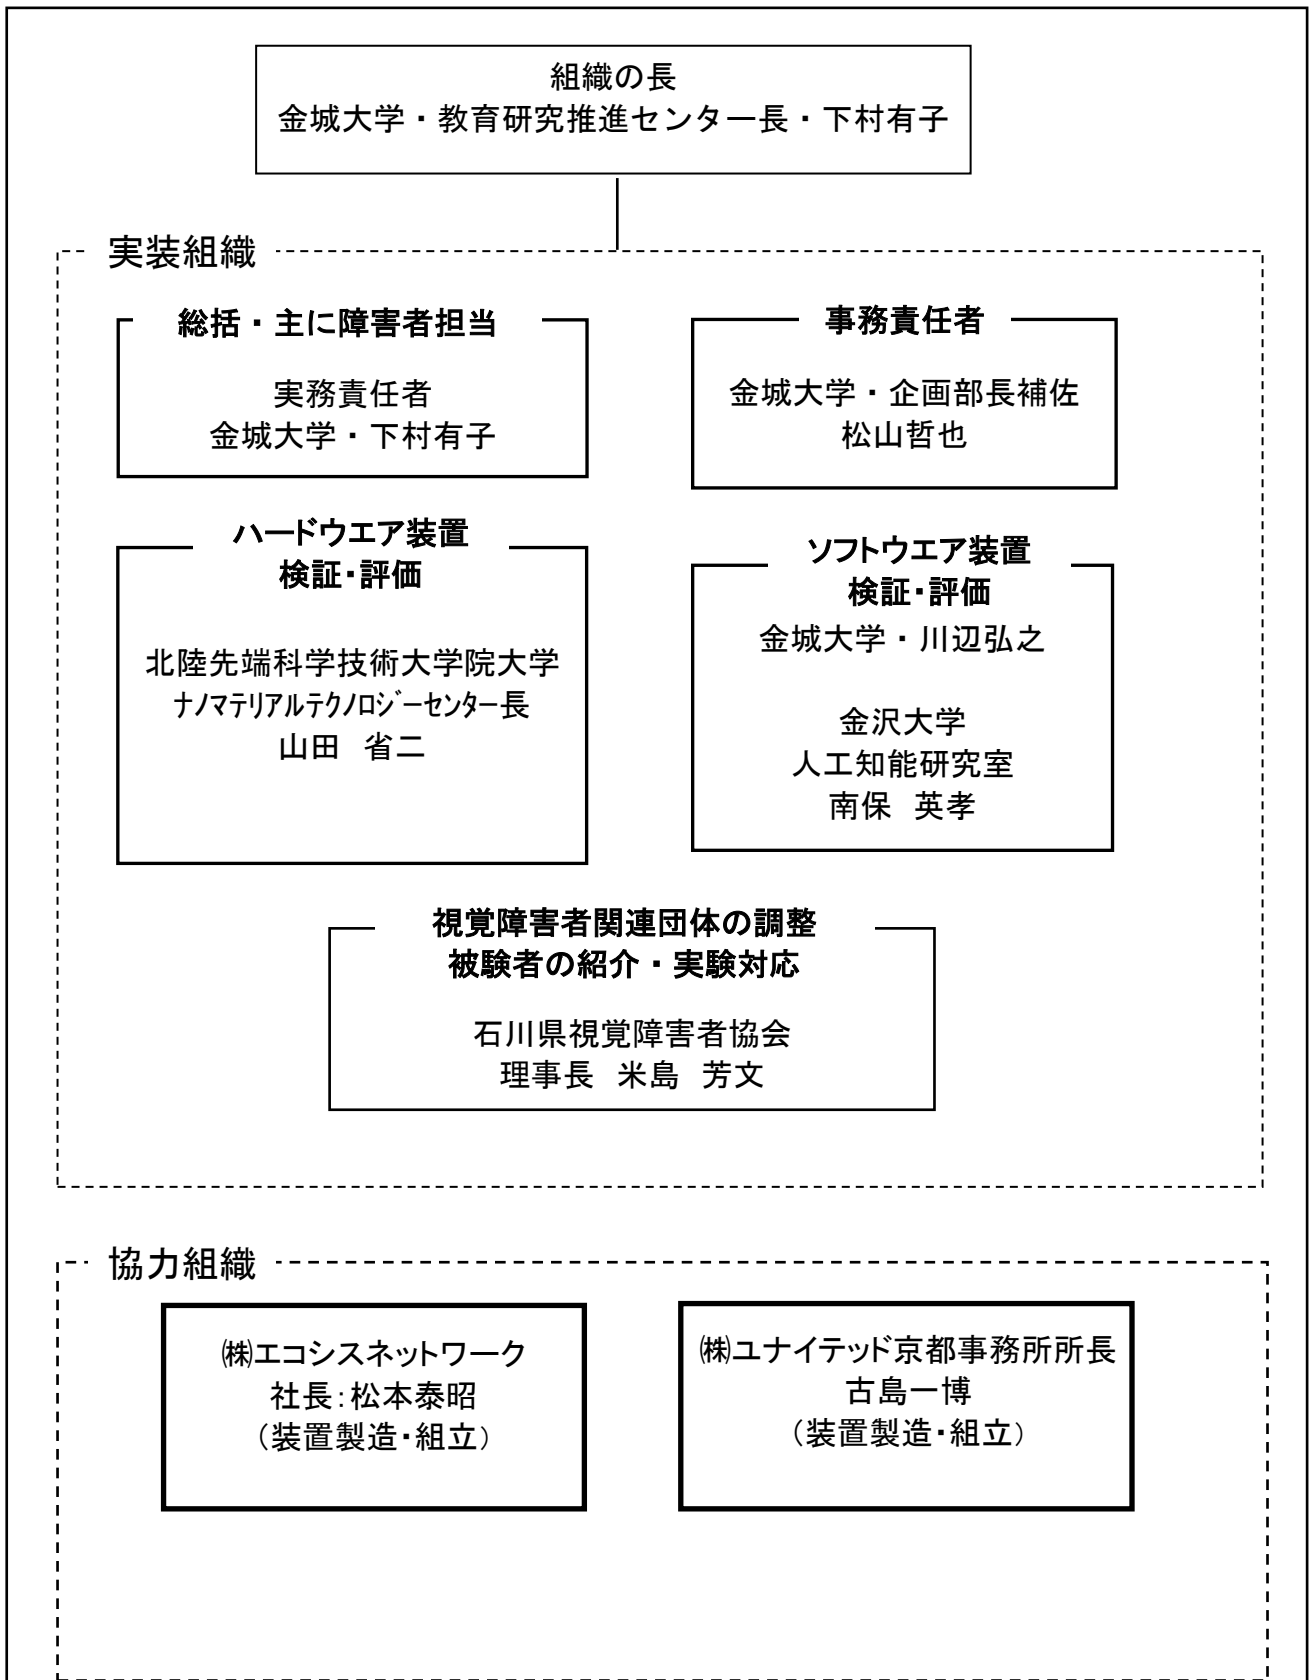 組織の長
金城大学・教育研究推進センター長・下村有子
実装組織
総括・主に障害者担当
実務責任者
金城大学・下村有子
事務責任者
金城大学・企画部長補佐
松山哲也
ハードウエア装置
検証・評価
北陸先端科学技術大学院大学
ナノマテリアルテクノロジーセンター長
山田　省二
ソフトウエア装置
検証・評価
金城大学・川辺弘之
金沢大学
人工知能研究室
南保　英孝
視覚障害者関連団体の調整
被験者の紹介・実験対応
石川県視覚障害者協会
理事長　米島　芳文
協力組織
㈱エコシスネットワーク
社長：松本泰昭
（装置製造・組立）
㈱ユナイテッド京都事務所所長
古島一博
（装置製造・組立）